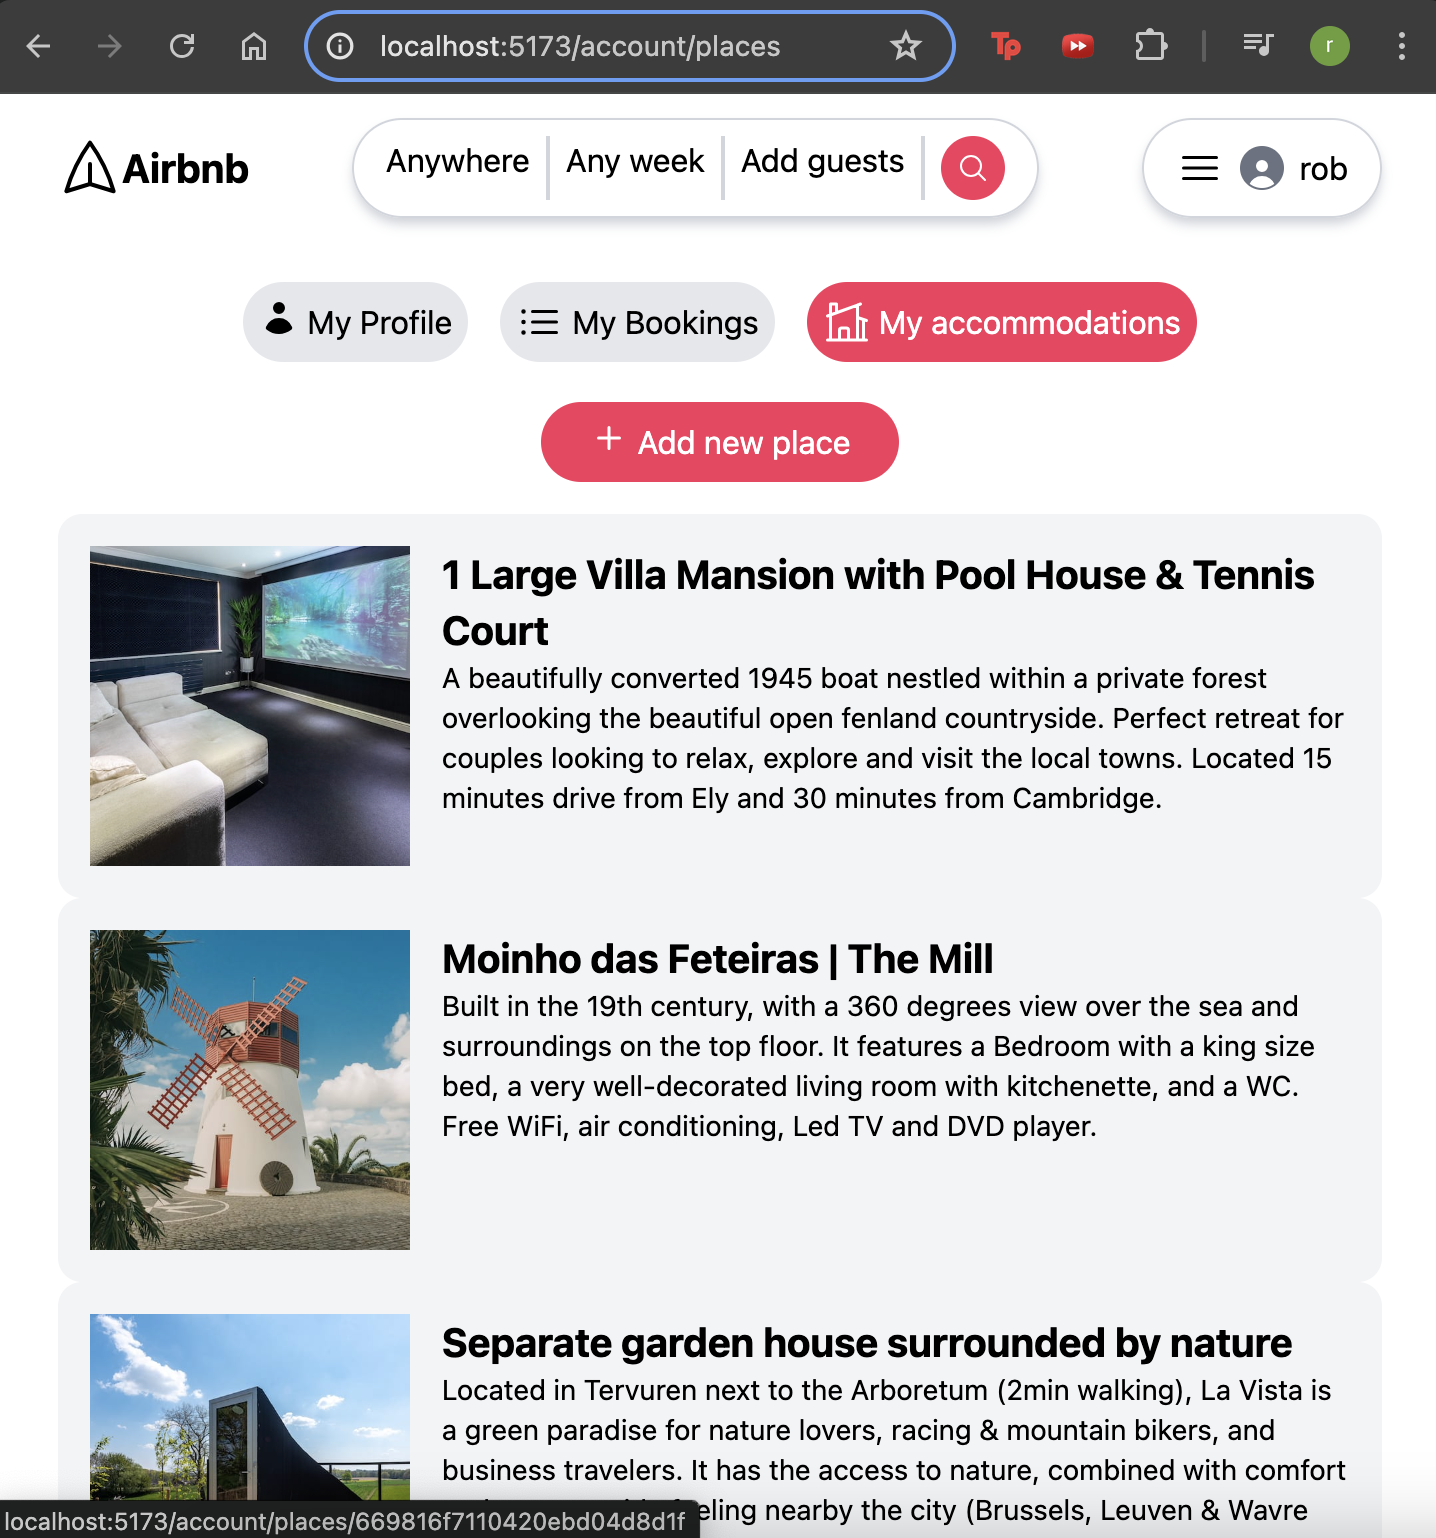 localhost:5173/account/places
Tp
r
Airbnb
Anywhere
Any week
Add guests
rob
My Profile
My Bookings
My accommodations
Add new place
1 Large Villa Mansion with Pool House & Tennis
Court
A beautifully converted 1945 boat nestled within a private forest
overlooking the beautiful open fenland countryside. Perfect retreat for
couples looking to relax, explore and visit the local towns. Located 15
minutes drive from Ely and 30 minutes from Cambridge.
Moinho das Feteiras | The Mill
Built in the 19th century, with a 360 degrees view over the sea and
surroundings on the top floor. It features a Bedroom with a king size
bed, a very well-decorated living room with kitchenette, and a WC.
Free WiFi, air conditioning, Led TV and DVD player.
Separate garden house surrounded by nature
Located in Tervuren next to the Arboretum (2min walking), La Vista is
a green paradise for nature lovers, racing & mountain bikers, and
business travelers. It has the access to nature, combined with comfort
nearby the city (Brussels, Leuven & Wavre
localhost:5173/account/places/669816f7110420ebd04d8d1f